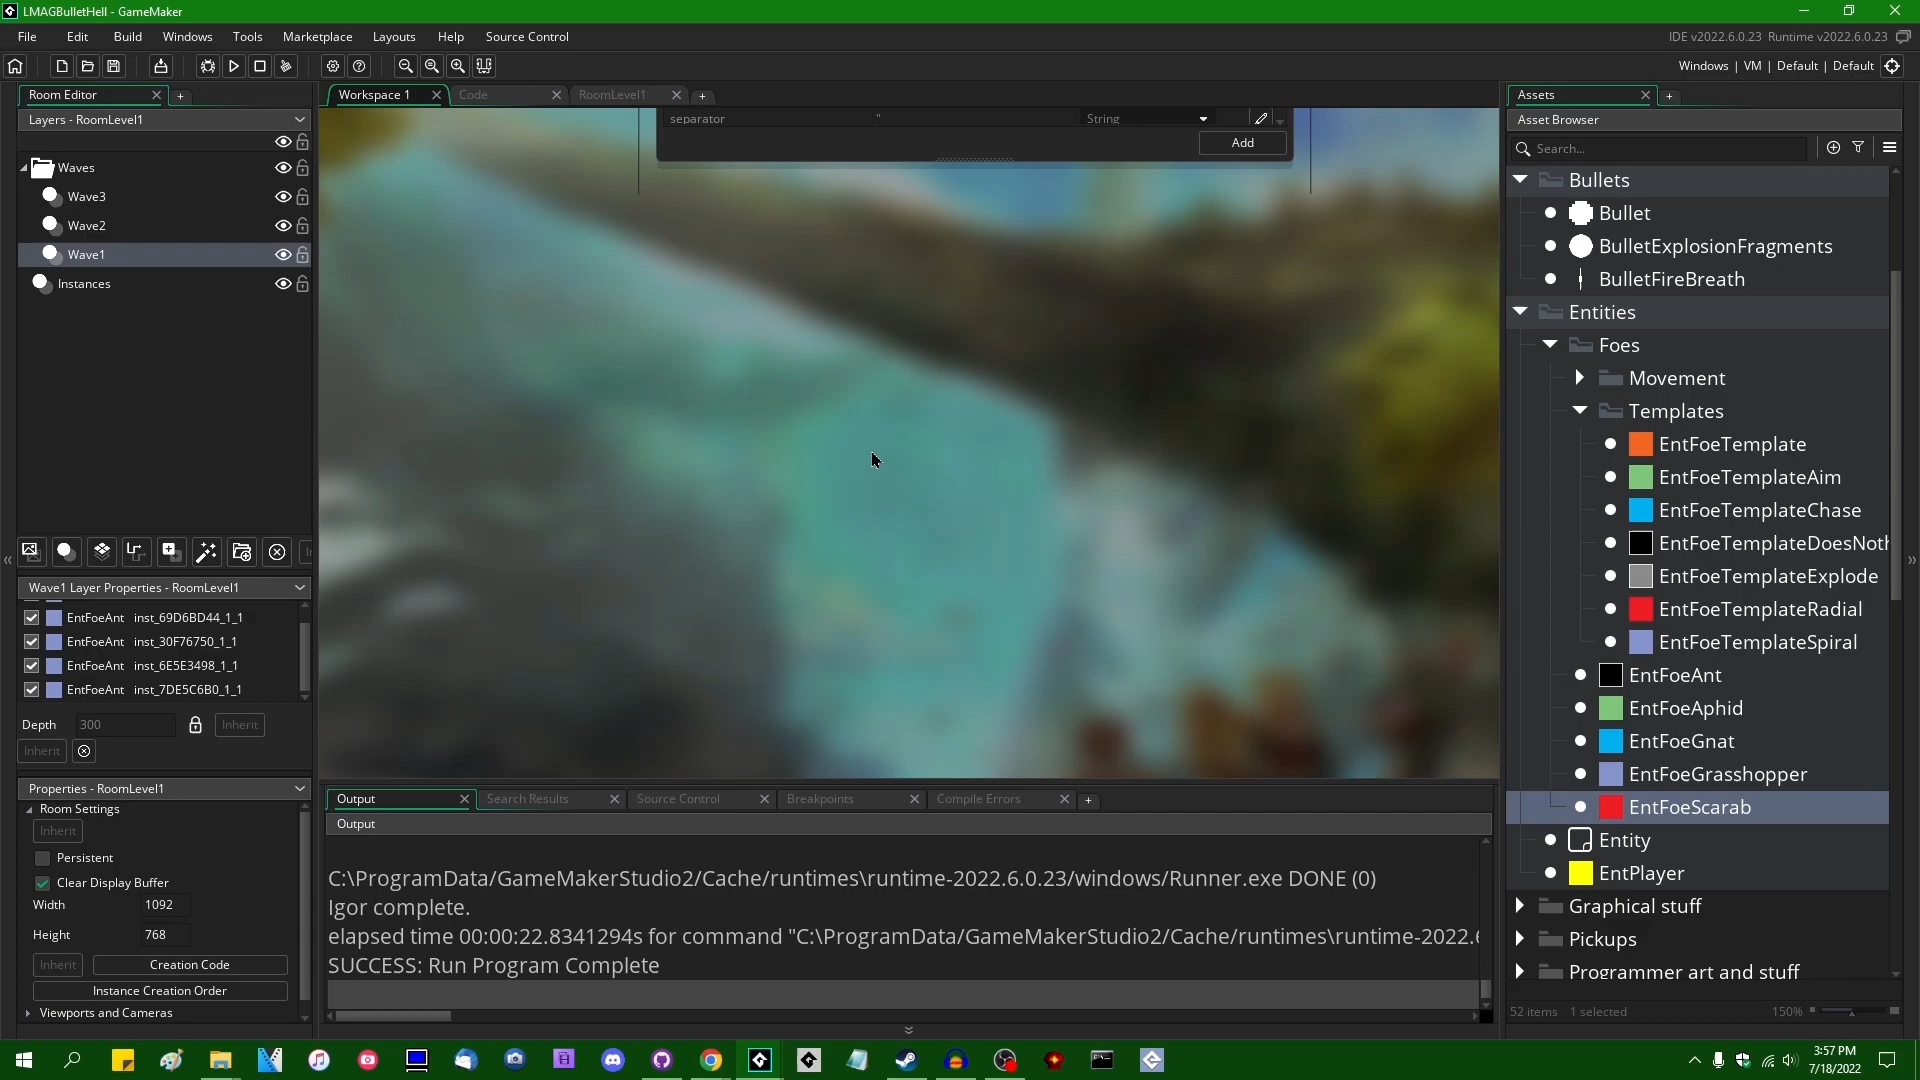 LMAGBulletHell - GameMaker
File Edit Build Windows Tools Marketplace Layouts Help Source Control
IDE v2022.6.0.23 Runtime v2022.6.0.23
Windows | VM | Default | Default
Room Editor
Layers - RoomLevel1
Waves
Wave3
Wave2
Wave1
Instances
Wave1 Layer Properties - RoomLevel1
EntFoeAnt inst_69D6BD44_1_1
EntFoeAnt inst_30F76750_1_1
EntFoeAnt inst_6E5E3498_1_1
EntFoeAnt inst_7DE5C6B0_1_1
Depth 300 Inherit
Inherit
Properties - RoomLevel1
Room Settings
Inherit
Persistent
Clear Display Buffer
Width 1092
Height 768
Inherit Creation Code
Instance Creation Order
Viewports and Cameras
Workspace 1 Code RoomLevel1
separator " String
Add
Output Search Results Source Control Breakpoints Compile Errors
Output
C:\ProgramData/GameMakerStudio2/Cache/runtimes\runtime-2022.6.0.23/windows/Runner.exe DONE (0)
Igor complete.
elapsed time 00:00:22.8341294s for command "C:\ProgramData/GameMakerStudio2/Cache/runtimes\runtime-2022.6
SUCCESS: Run Program Complete
Assets
Asset Browser
Search...
Bullets
Bullet
BulletExplosionFragments
BulletFireBreath
Entities
Foes
Movement
Templates
EntFoeTemplate
EntFoeTemplateAim
EntFoeTemplateChase
EntFoeTemplateDoesNoth
EntFoeTemplateExplode
EntFoeTemplateRadial
EntFoeTemplateSpiral
EntFoeAnt
EntFoeAphid
EntFoeGnat
EntFoeGrasshopper
EntFoeScarab
Entity
EntPlayer
Graphical stuff
Pickups
Programmer art and stuff
52 items 1 selected 150%
3:57 PM
7/18/2022